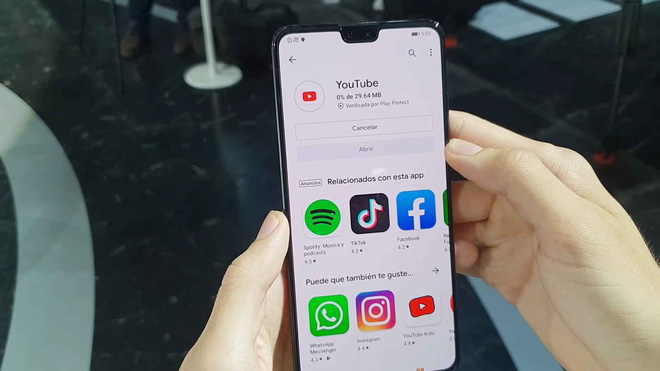 YouTube
0% de 29.64 MB
Verificada por Play Protect
Cancelar
Abrir
Anuncios Relacionados con esta app
Spotify: Música y podcasts
4.5★
TikTok
4.3★
Facebook
4.2★
Puede que también te guste...
WhatsApp Messenger
4.3★
Instagram
4.4★
YouTube Kids
4.4★